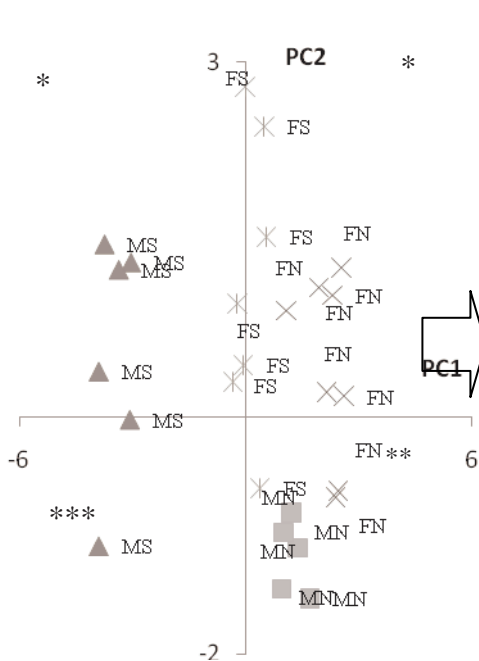 3 PC2 *
* FS
FS
FS FN
MS FN
MS MS
FN
FN
FS
FN
FS PC1
MS FS
FN
MS
-6 FN ** 6
FS
*** MN
MN FN
MS MN
MN MN
-2